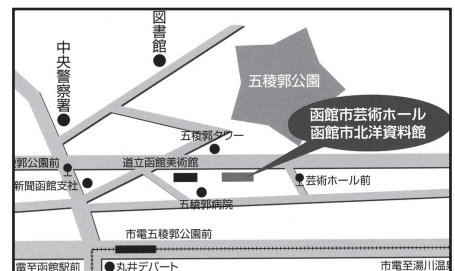 図書館
中央警察署
五稜郭公園
函館市芸術ホール
函館市北洋資料館
五稜郭タワー
郭公園前
道立函館美術館
新聞函館支社
芸術ホール前
五稜郭病院
市電五稜郭公園前
電至函館駅前
丸井デパート
市電至湯川温泉